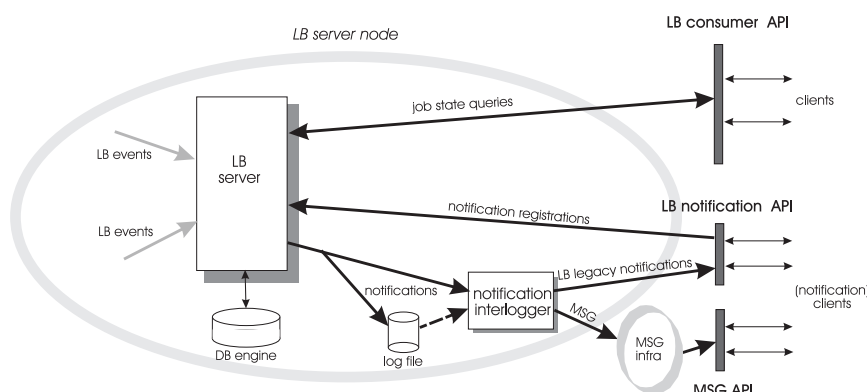 LB consumer API
LB server node
job state queries
clients
LB events
LB
server
notification registrations
LB notification API
LB events
LB legacy notifications
notifications
notification
interlogger
(notification)
clients
MSG
MSG
infra
DB engine
log file
MSG API